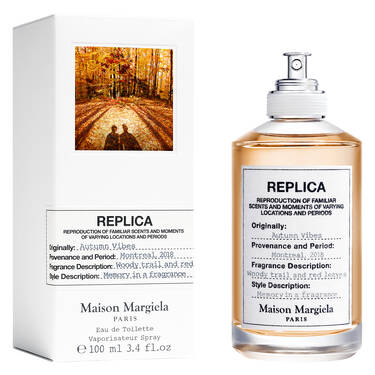 REPLICA
REPRODUCTION OF FAMILIAR SCENTS AND MOMENTS
OF VARYING LOCATIONS AND PERIODS
Originally: Autumn Vibes
Provenance and Period: Montreal, 2018
Fragrance Description: Woody trail and red
Style Description: Memory in a fragrance
Maison Margiela
PARIS
Eau de Toilette
Vaporisateur Spray
e 100 ml 3.4 fl.oz
REPLICA
REPRODUCTION OF FAMILIAR
SCENTS AND MOMENTS OF VARYING
LOCATIONS AND PERIODS
Originally:
Autumn Vibes
Provenance and Period:
Montreal, 2018
Fragrance Description:
Woody trail and red leaves
Style Description:
Memory in a fragrance
Maison Margiela
PARIS